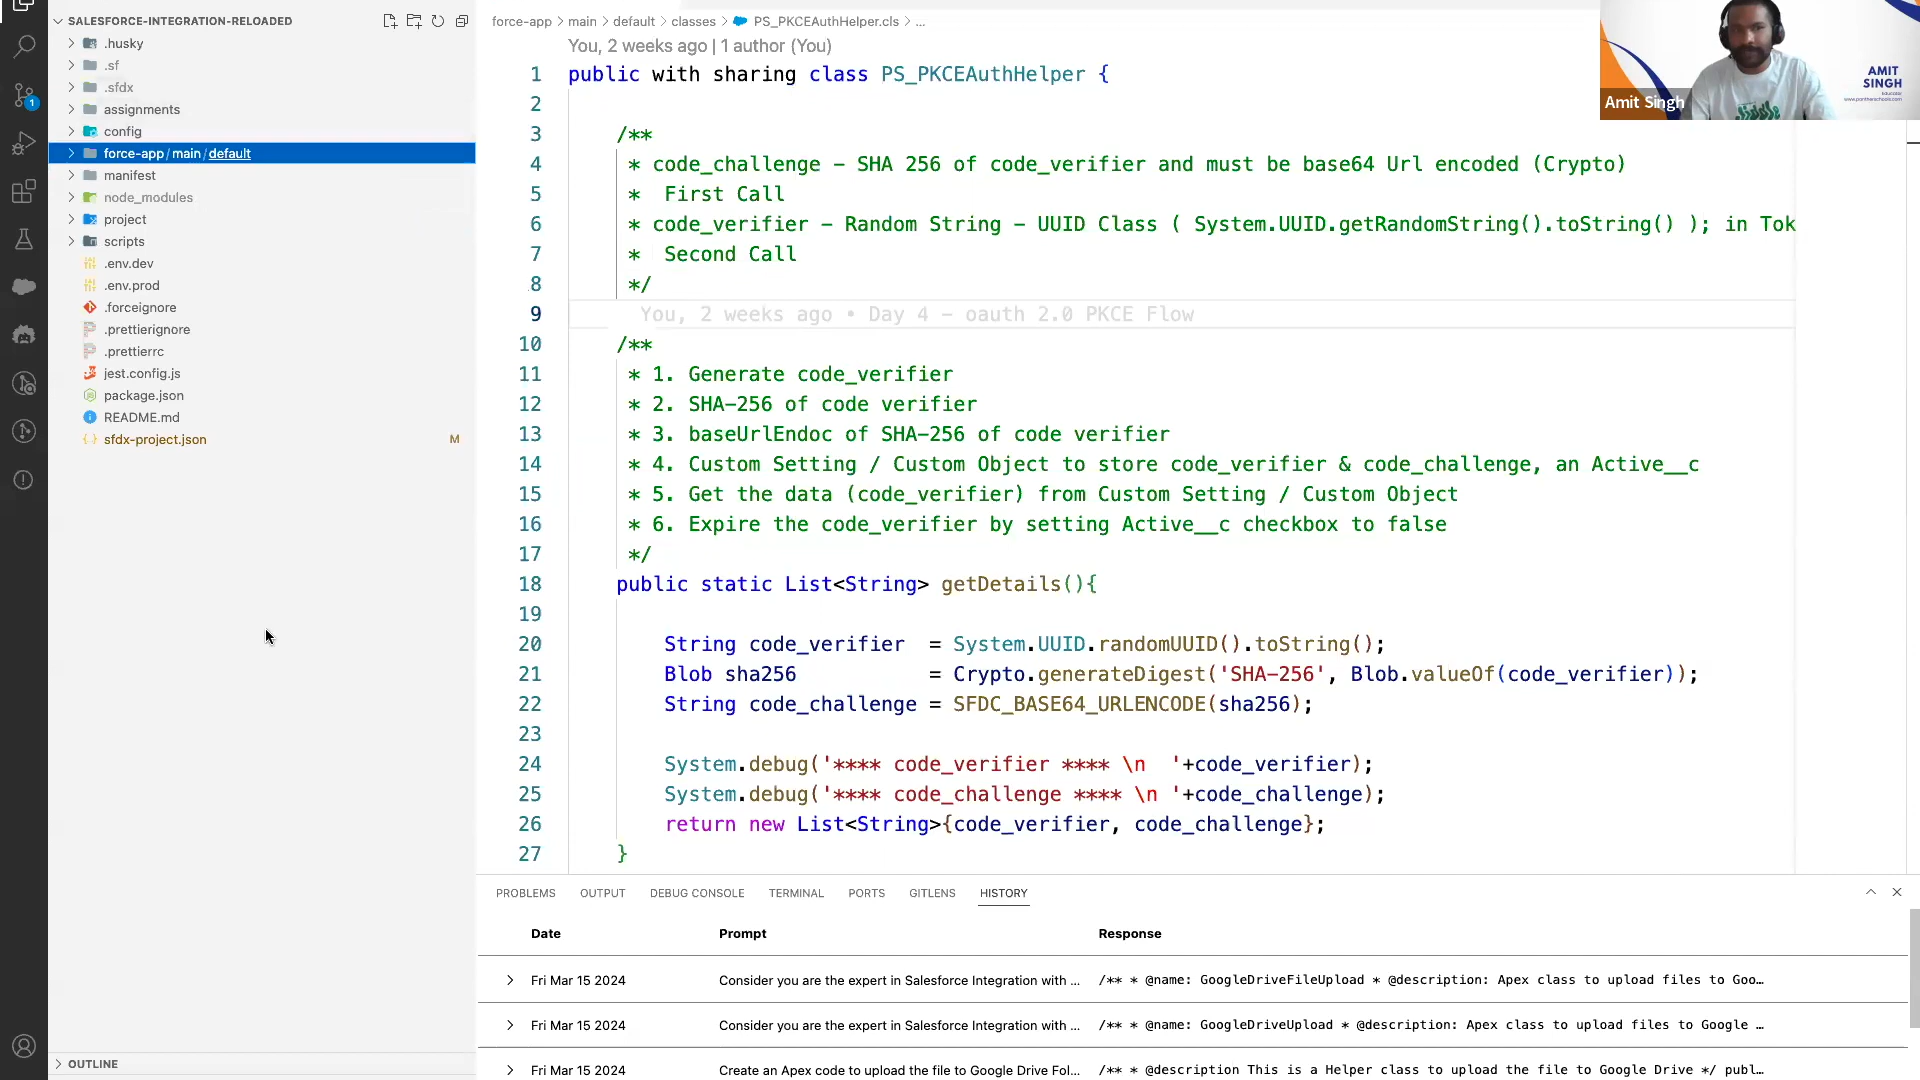 SALESFORCE-INTEGRATION-RELOADED
.husky
.sf
.sfdx
assignments
config
force-app / main / default
manifest
node_modules
project
scripts
.env.dev
.env.prod
.forceignore
.prettierignore
.prettierrc
jest.config.js
package.json
README.md
sfdx-project.json M
OUTLINE
1
force-app > main > default > classes > PS_PKCEAuthHelper.cls > ...
You, 2 weeks ago | 1 author (You)
1 public with sharing class PS_PKCEAuthHelper {
2
3 /**
4 * code_challenge – SHA 256 of code_verifier and must be base64 Url encoded (Crypto)
5 * First Call
6 * code_verifier – Random String – UUID Class ( System.UUID.getRandomString().toString() ); in Tok
7 * Second Call
8 */
9 You, 2 weeks ago • Day 4 – oauth 2.0 PKCE Flow
10 /**
11 * 1. Generate code_verifier
12 * 2. SHA-256 of code verifier
13 * 3. baseUrlEndoc of SHA-256 of code verifier
14 * 4. Custom Setting / Custom Object to store code_verifier & code_challenge, an Active__c
15 * 5. Get the data (code_verifier) from Custom Setting / Custom Object
16 * 6. Expire the code_verifier by setting Active__c checkbox to false
17 */
18 public static List<String> getDetails(){
19
20 String code_verifier = System.UUID.randomUUID().toString();
21 Blob sha256 = Crypto.generateDigest('SHA-256', Blob.valueOf(code_verifier));
22 String code_challenge = SFDC_BASE64_URLENCODE(sha256);
23
24 System.debug('**** code_verifier **** \n '+code_verifier);
25 System.debug('**** code_challenge **** \n '+code_challenge);
26 return new List<String>{code_verifier, code_challenge};
27 }
Amit Singh
AMIT
SINGH
www.pantherschools.com
PROBLEMS OUTPUT DEBUG CONSOLE TERMINAL PORTS GITLENS HISTORY
Date Prompt Response
Fri Mar 15 2024 Consider you are the expert in Salesforce Integration with ... /** * @name: GoogleDriveFileUpload * @description: Apex class to upload files to Goo…
Fri Mar 15 2024 Consider you are the expert in Salesforce Integration with ... /** * @name: GoogleDriveUpload * @description: Apex class to upload files to Google …
Fri Mar 15 2024 Create an Apex code to upload the file to Google Drive Fol... /** * @description This is a Helper class to upload the file to Google Drive */ publ…